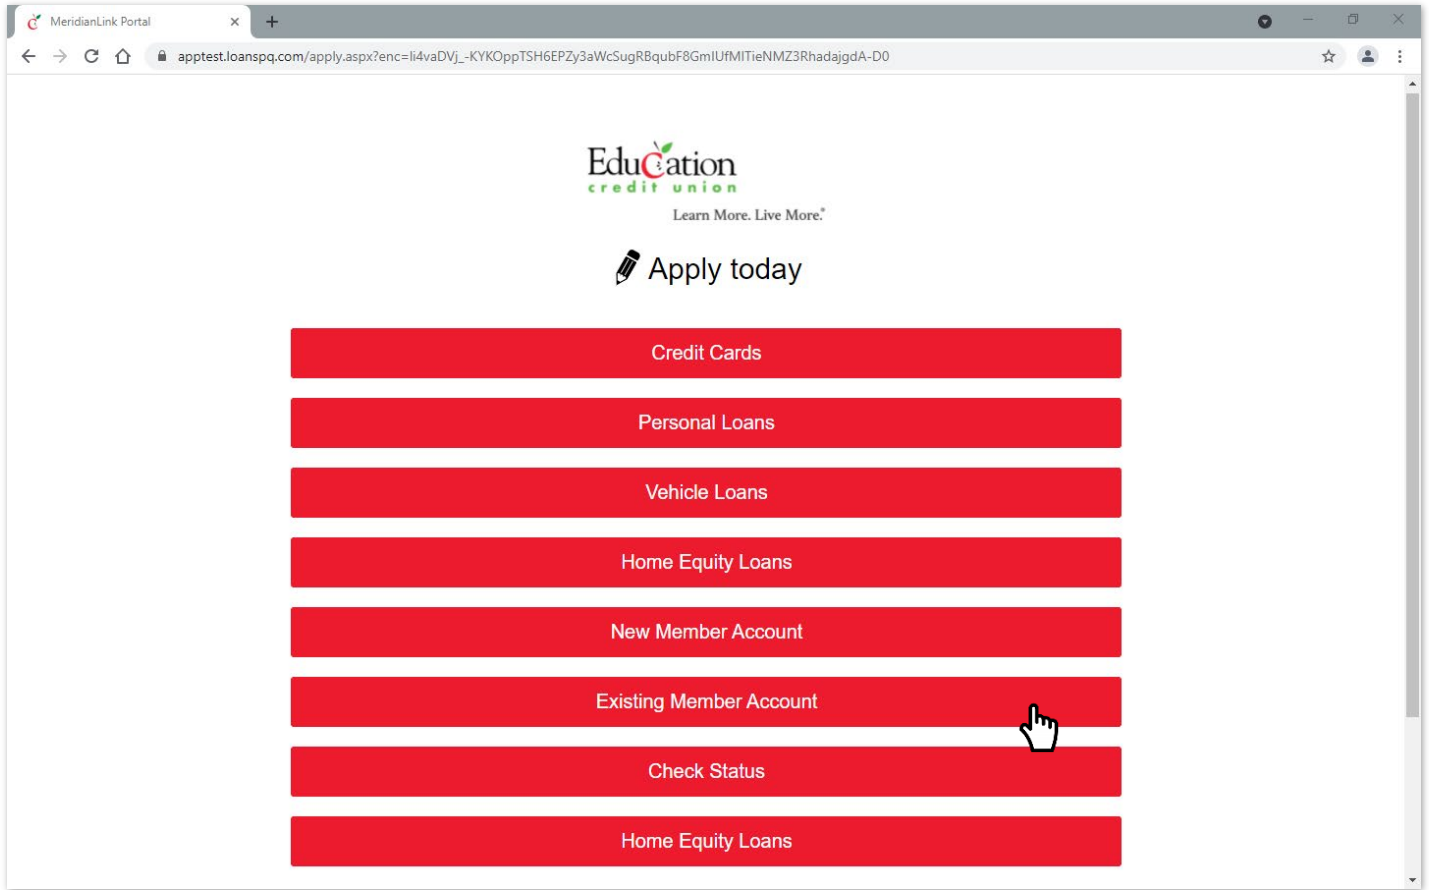 MeridianLink Portal
apptest.loanspq.com/apply.aspx?enc=li4vaDVj_-KYKOppTSH6EPZy3aWcSugRBqubF8GmIUfMITieNMZ3RhadajgdA-D0
Education
credit union
Learn More. Live More.®
Apply today
Credit Cards
Personal Loans
Vehicle Loans
Home Equity Loans
New Member Account
Existing Member Account
Check Status
Home Equity Loans